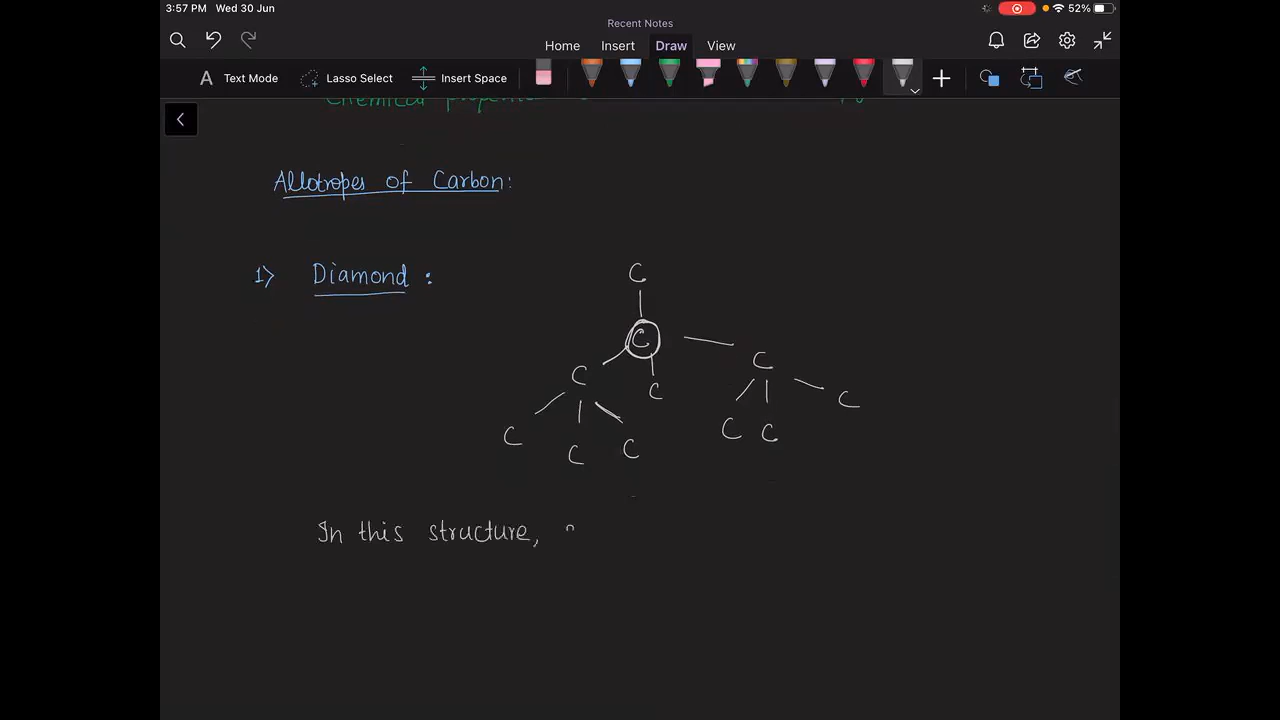 3:57 PM Wed 30 Jun
52%
Recent Notes
Home Insert Draw View
Text Mode Lasso Select Insert Space
Chemical
Allotropes of Carbon:
1> Diamond :
C
C
C
C
C
C
C
C
C
C
C
C
In this structure,